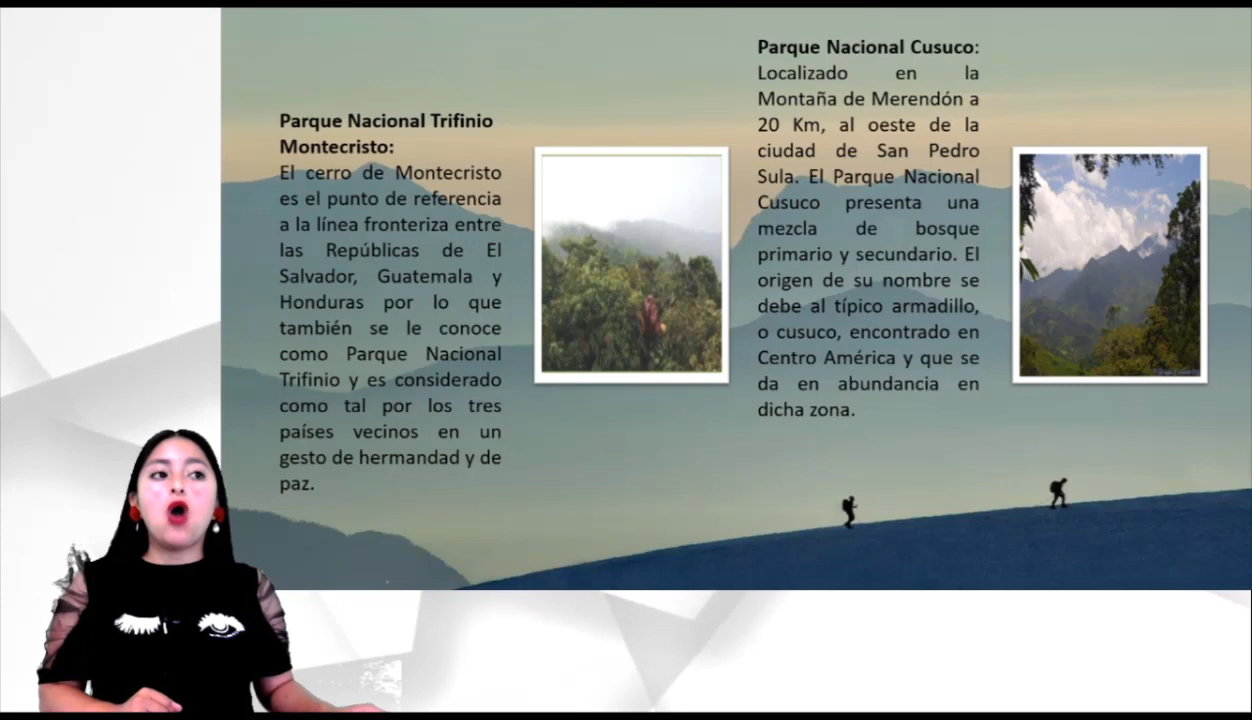 Parque Nacional Trifinio
Montecristo:
El cerro de Montecristo
es el punto de referencia
a la línea fronteriza entre
las Repúblicas de El
Salvador, Guatemala y
Honduras por lo que
también se le conoce
como Parque Nacional
Trifinio y es considerado
como tal por los tres
países vecinos en un
gesto de hermandad y de
paz.
Parque Nacional Cusuco:
Localizado en la
Montaña de Merendón a
20 Km, al oeste de la
ciudad de San Pedro
Sula. El Parque Nacional
Cusuco presenta una
mezcla de bosque
primario y secundario. El
origen de su nombre se
debe al típico armadillo,
o cusuco, encontrado en
Centro América y que se
da en abundancia en
dicha zona.